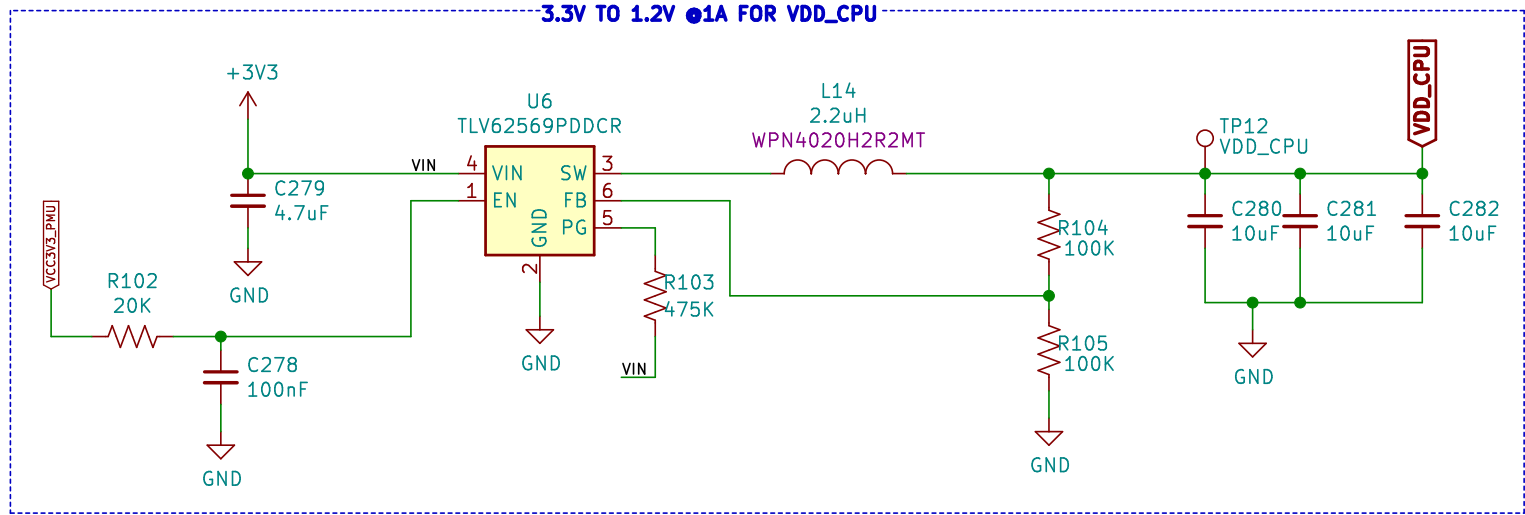 3.3V TO 1.2V @1A FOR VDD_CPU
+3V3
VIN
C279
4.7uF
GND
VCC3V3_PMU
R102
20K
C278
100nF
GND
U6
TLV62569PDDCR
4
VIN
SW
3
1
EN
FB
6
PG
5
GND
2
GND
R103
475K
VIN
L14
2.2uH
WPN4020H2R2MT
R104
100K
R105
100K
GND
TP12
VDD_CPU
VDD_CPU
C280
10uF
C281
10uF
C282
10uF
GND